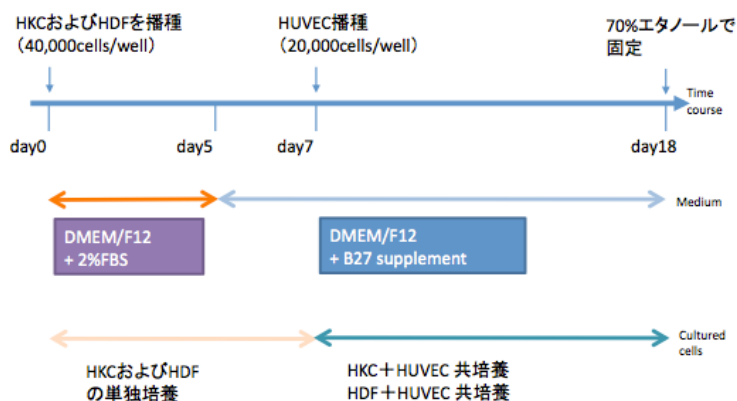 HKCおよびHDFを播種
（40,000cells/well）
HUVEC播種
（20,000cells/well）
70%エタノールで
固定
Time
course
day0
day5
day7
day18
Medium
DMEM/F12
+ 2%FBS
DMEM/F12
+ B27 supplement
Cultured
cells
HKCおよびHDF
の単独培養
HKC＋HUVEC 共培養
HDF＋HUVEC 共培養